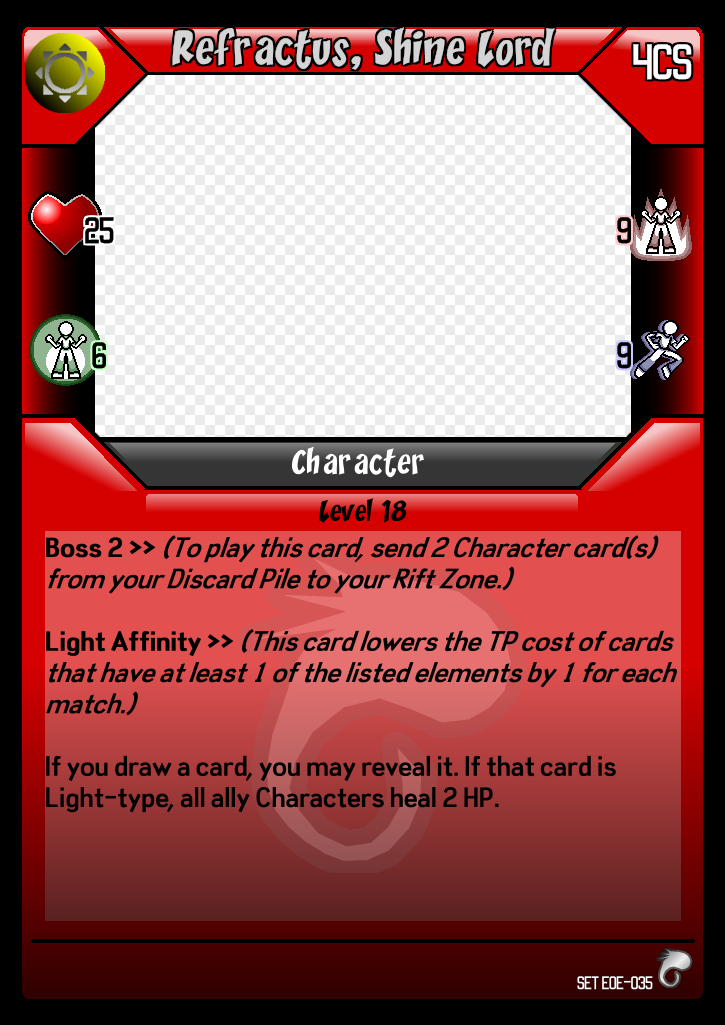 Refractus, Shine Lord
4CS
25
9
6
9
Character
Level 18
Boss 2 >> (To play this card, send 2 Character card(s)
from your Discard Pile to your Rift Zone.)
Light Affinity >> (This card lowers the TP cost of cards
that have at least 1 of the listed elements by 1 for each
match.)
If you draw a card, you may reveal it. If that card is
Light-type, all ally Characters heal 2 HP.
SET EOE-035